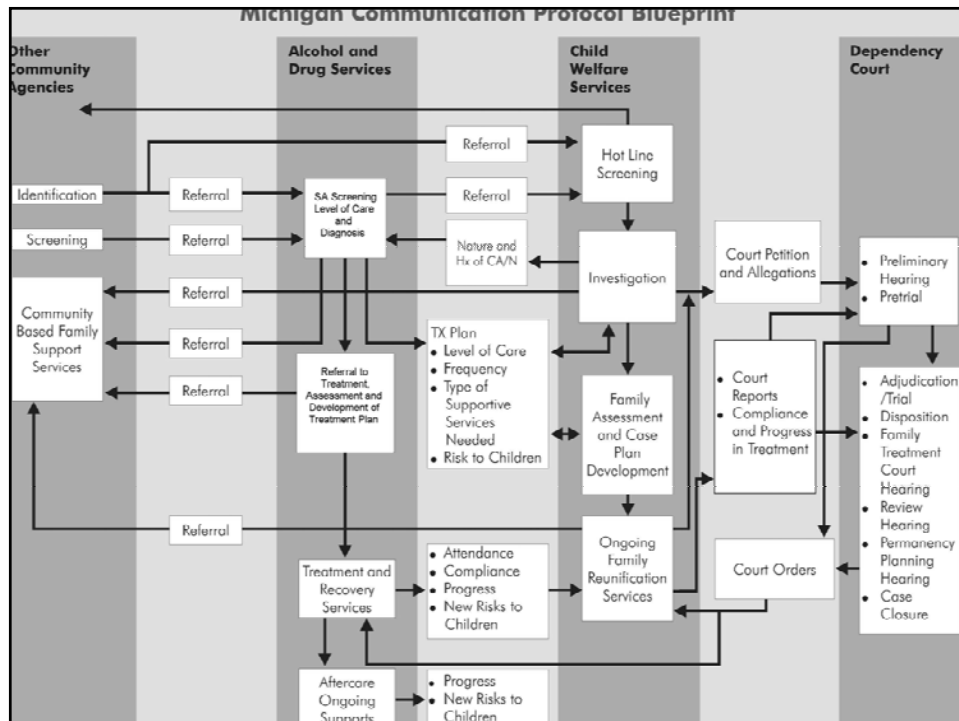 Michigan Communication Protocol Blueprint
Other
Community
Agencies
Alcohol and
Drug Services
Child
Welfare
Services
Dependency
Court
Referral
Hot Line
Screening
Identification
Referral
SA Screening
Level of Care
and
Diagnosis
Referral
Screening
Referral
Nature and
Hx of CA/N
Investigation
Court Petition
and Allegations
• Preliminary
Hearing
• Pretrial
Referral
Community
Based Family
Support
Services
Referral
Referral
Referral to
Treatment,
Assessment and
Development of
Treatment Plan
TX Plan
• Level of Care
• Frequency
• Type of
Supportive
Services
Needed
• Risk to Children
Family
Assessment
and Case
Plan
Development
• Court
Reports
• Compliance
and Progress
in Treatment
• Adjudication
/Trial
• Disposition
• Family
Treatment
Court
Hearing
• Review
Hearing
• Permanency
Planning
Hearing
• Case
Closure
Referral
Treatment and
Recovery
Services
• Attendance
• Compliance
• Progress
• New Risks to
Children
Ongoing
Family
Reunification
Services
Court Orders
Aftercare
Ongoing
Supports
• Progress
• New Risks to
Children